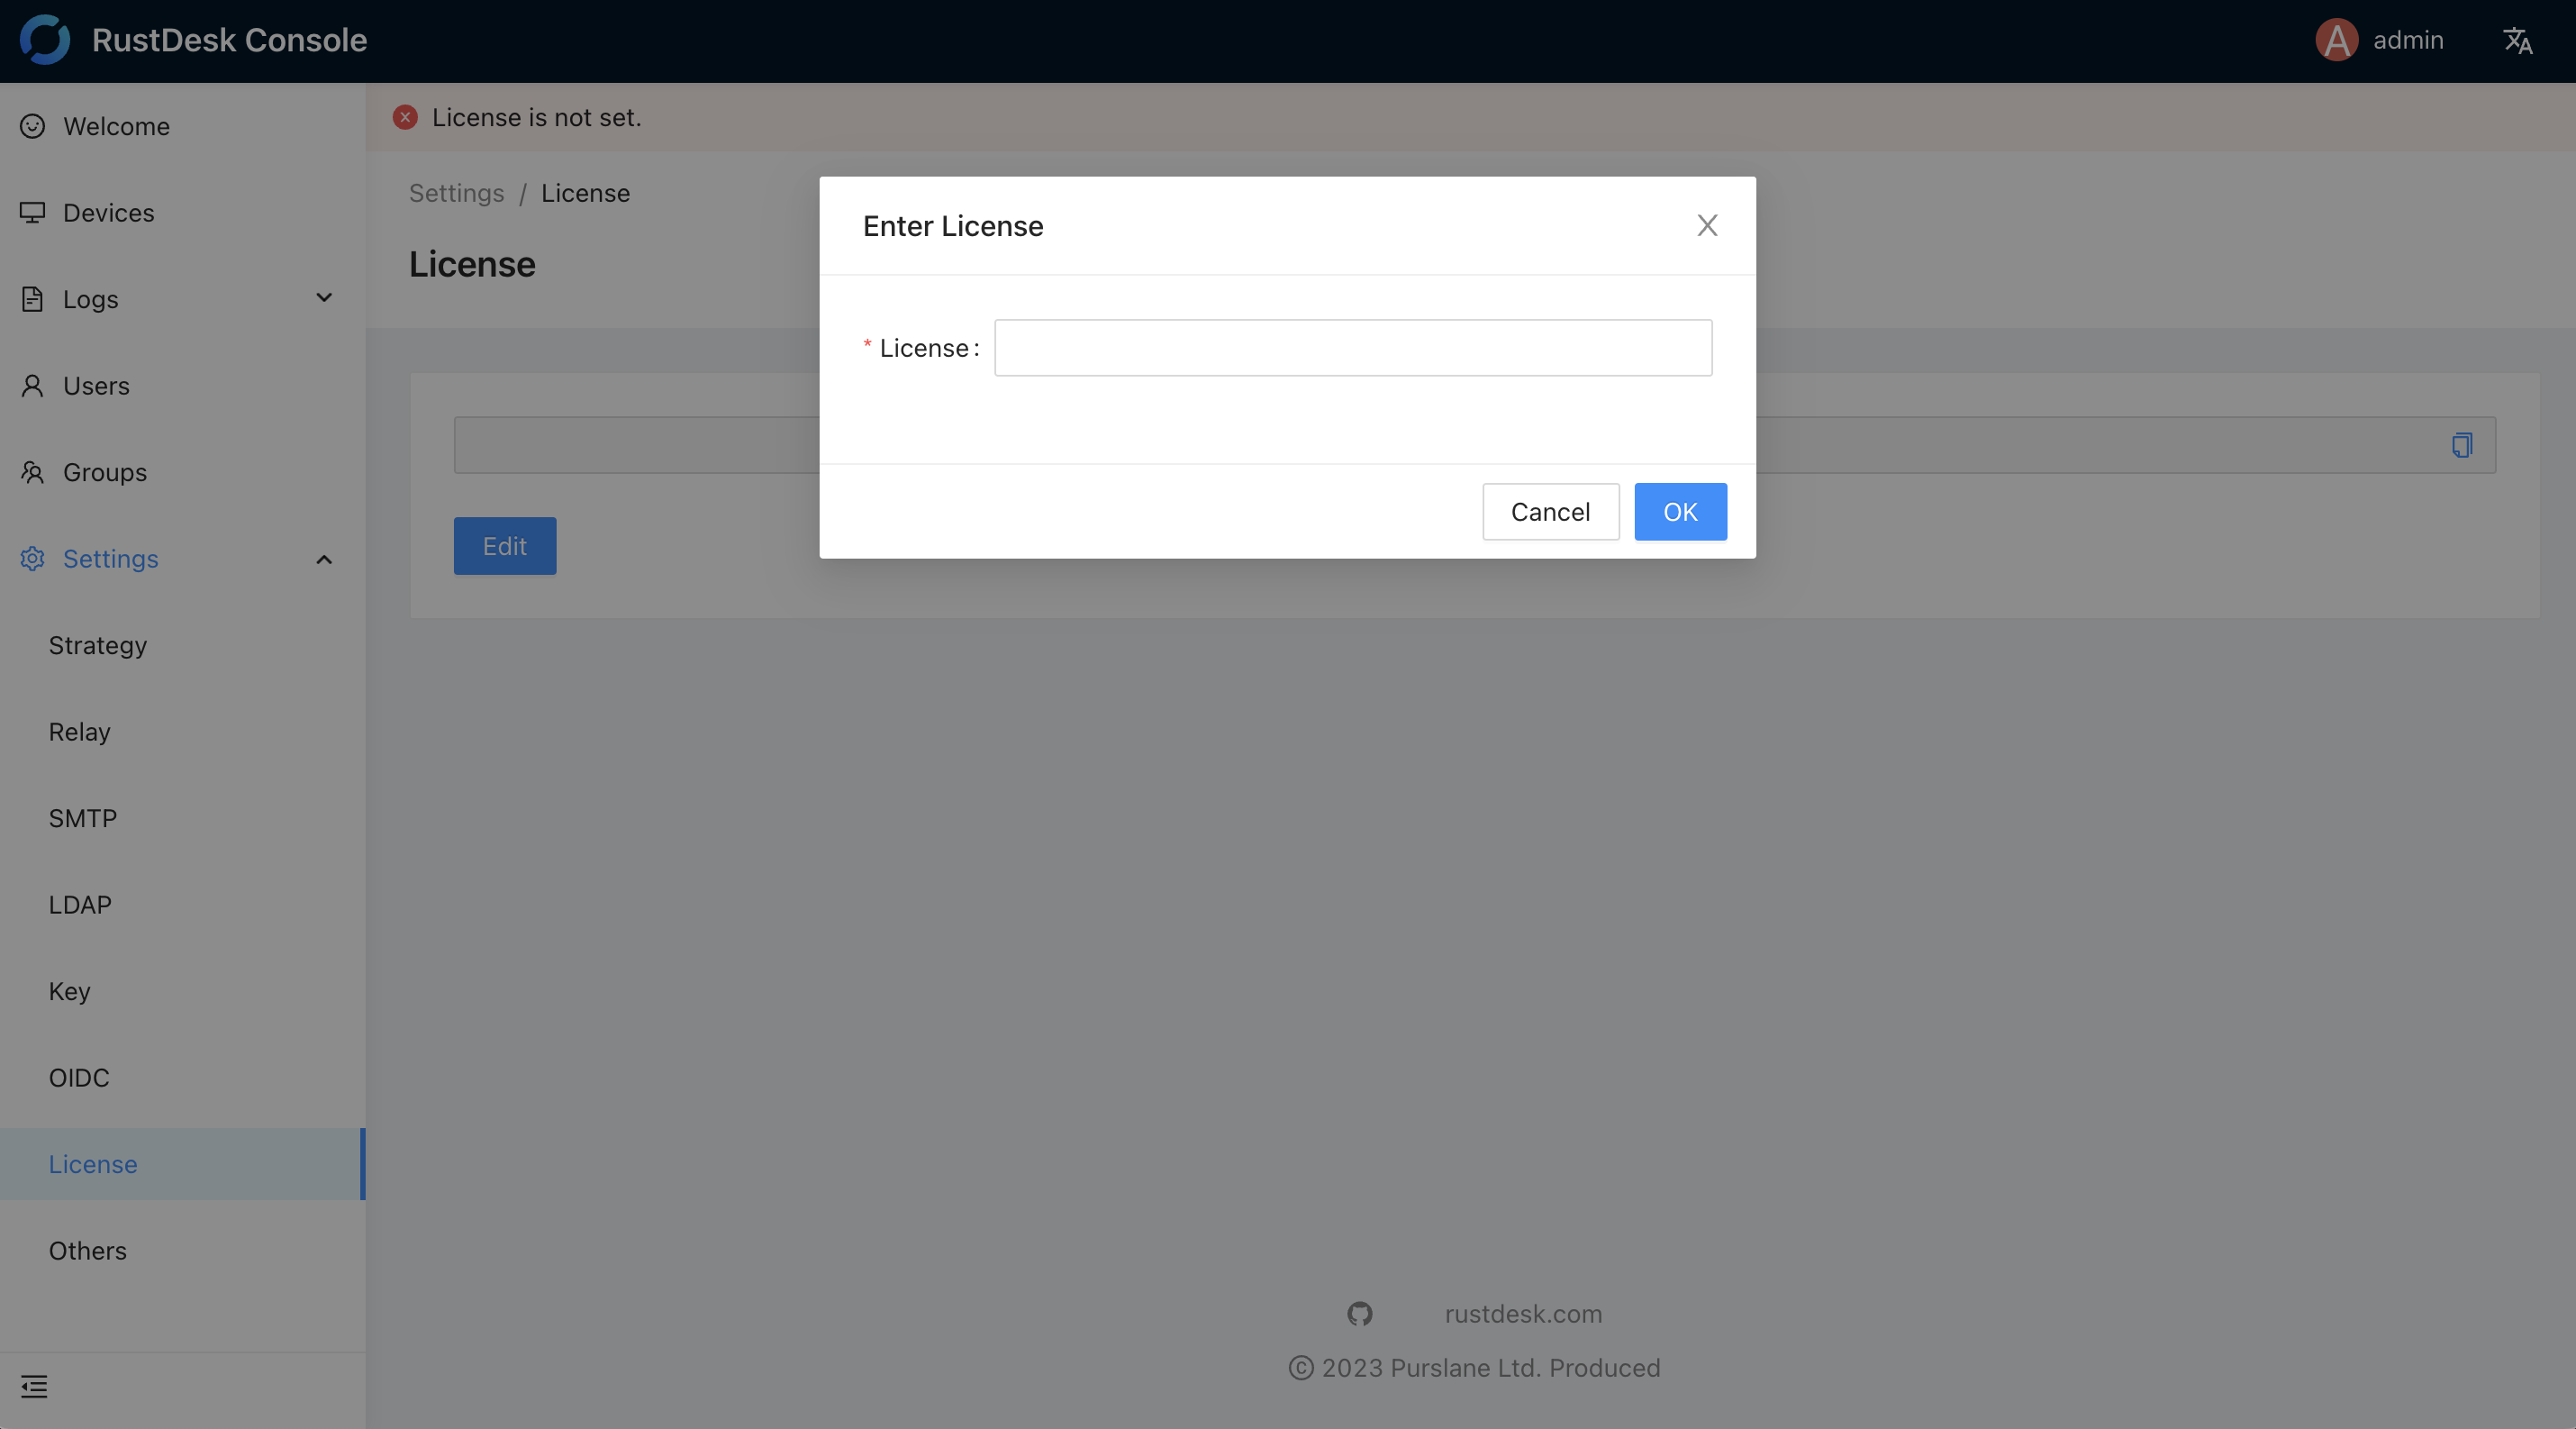 RustDesk Console
A admin
Welcome
Devices
Logs
Users
Groups
Settings
Strategy
Relay
SMTP
LDAP
Key
OIDC
License
Others
License is not set.
Settings / License
License
Edit
Enter License
* License:
Cancel OK
rustdesk.com
© 2023 Purslane Ltd. Produced